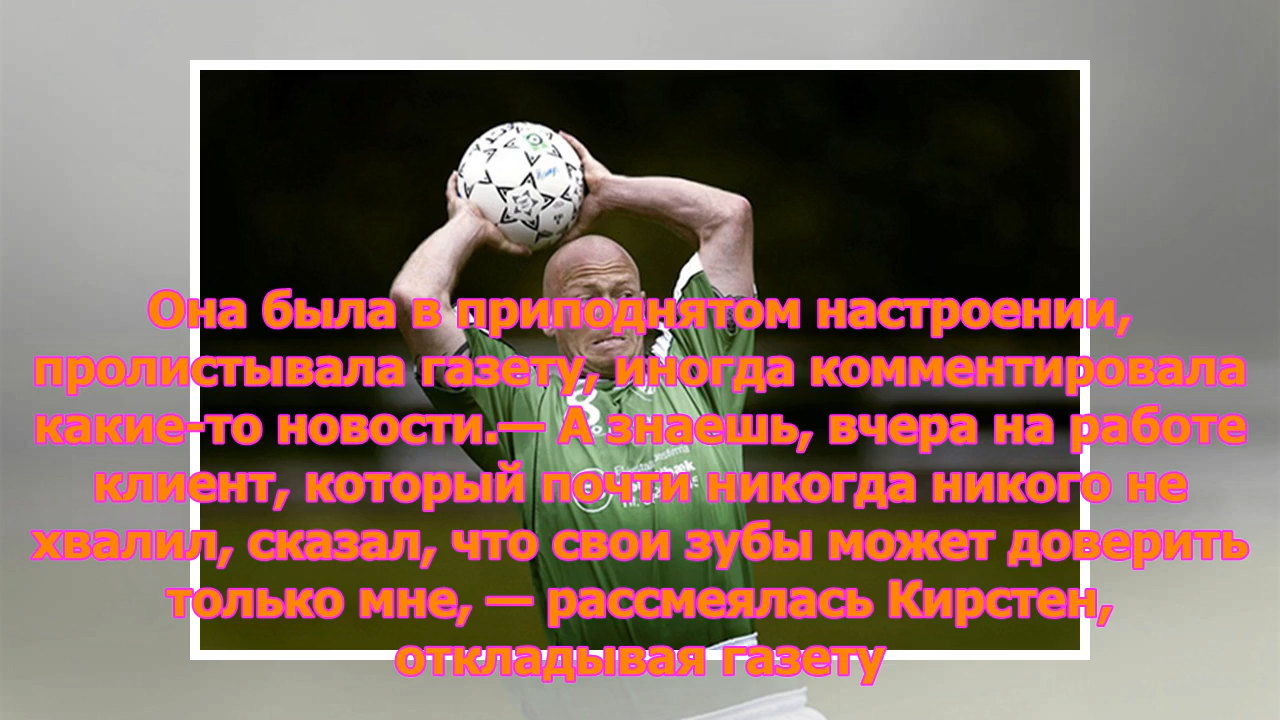 Она была в приподнятом настроении,
пролистывала газету, иногда комментировала
какие-то новости.— А знаешь, вчера на работе
клиент, который почти никогда никого не
хвалил, сказал, что свои зубы может доверить
только мне, — рассмеялась Кирстен,
откладывая газету